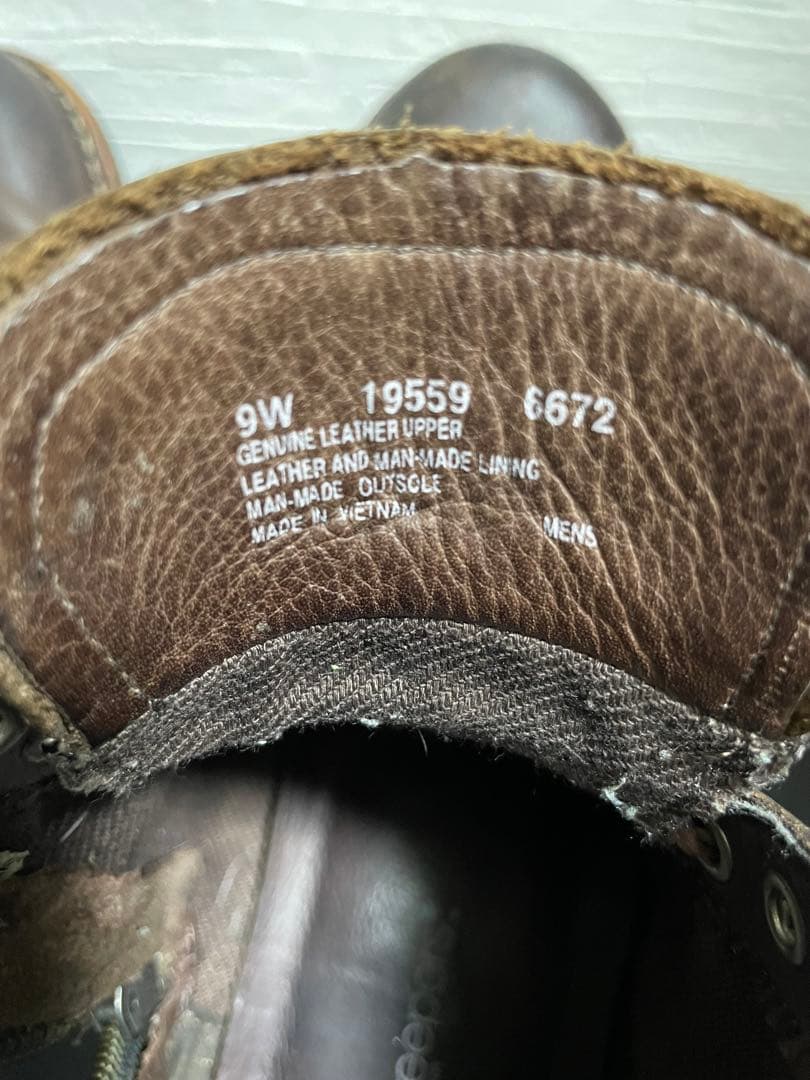 9W 19559 6672
GENUINE LEATHER UPPER
LEATHER AND MAN-MADE LINING
MAN-MADE OUTSOLE
MADE IN VIETNAM MENS